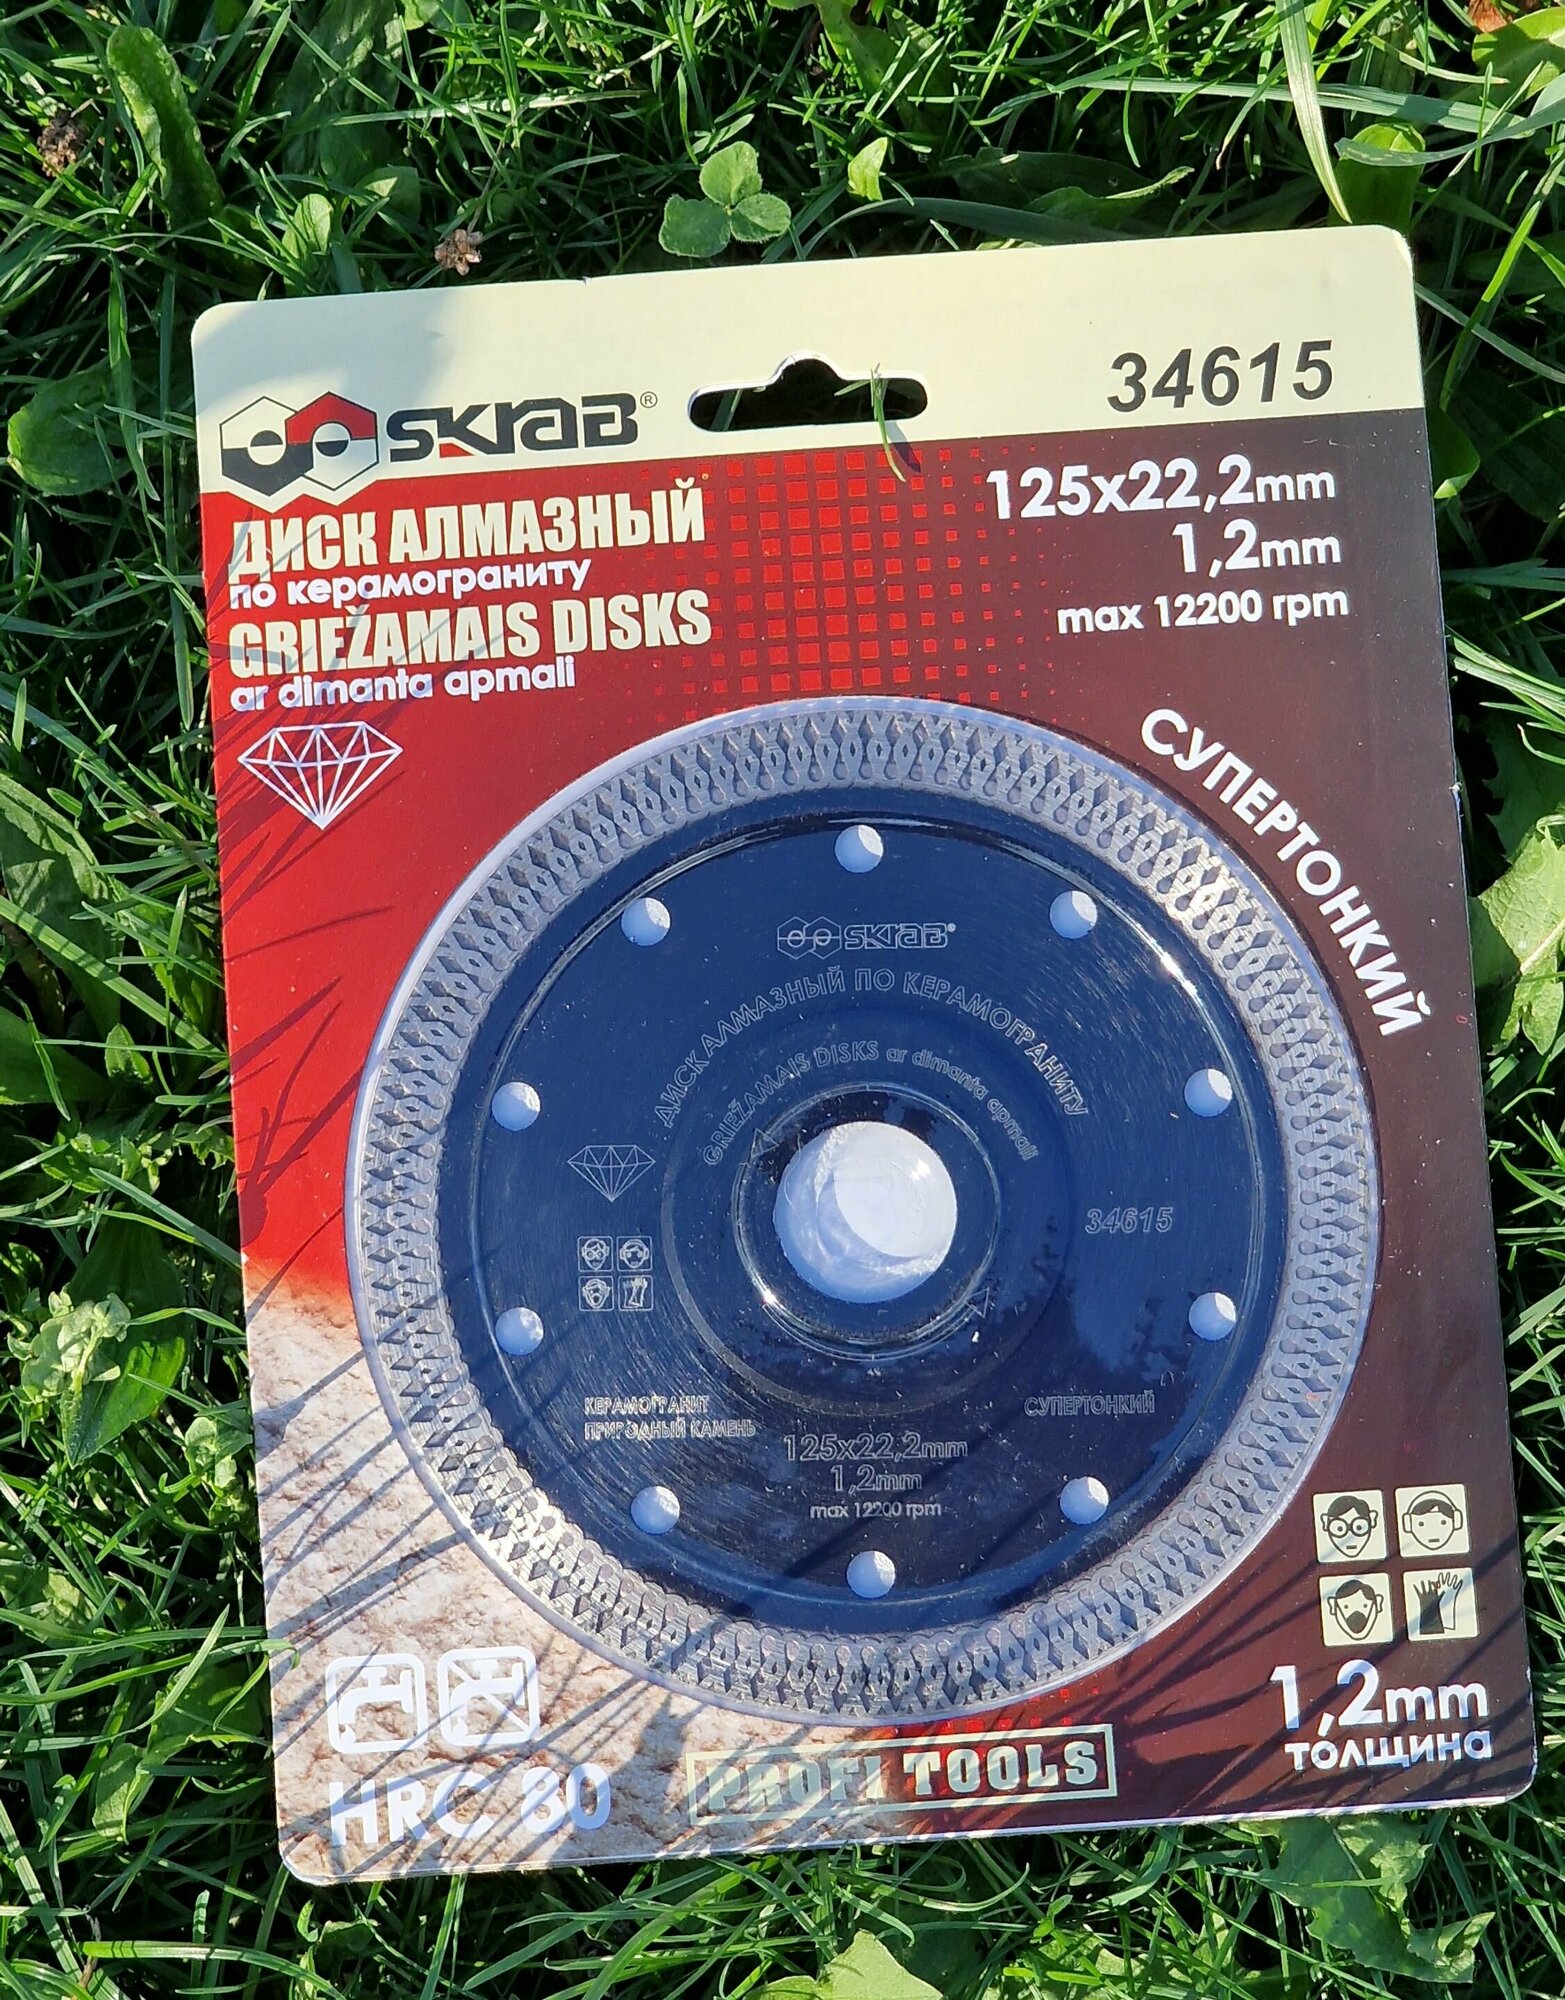 SKRAB®
34615
ДИСК АЛМАЗНЫЙ
по керамограниту
GRIEŽAMAIS DISKS
ar dimanta apmali
125x22,2mm
1,2mm
max 12200 rpm
СУПЕРТОНКИЙ
SKRAB®
ДИСК АЛМАЗНЫЙ ПО КЕРАМОГРАНИТУ
GRIEŽAMAIS DISKS ar dimanta apmali
34615
КЕРАМОГРАНИТ
ПРИРОДНЫЙ КАМЕНЬ
СУПЕРТОНКИЙ
125x22,2mm
1,2mm
max 12200 rpm
HRC 80
PROFI TOOLS
1,2mm
толщина